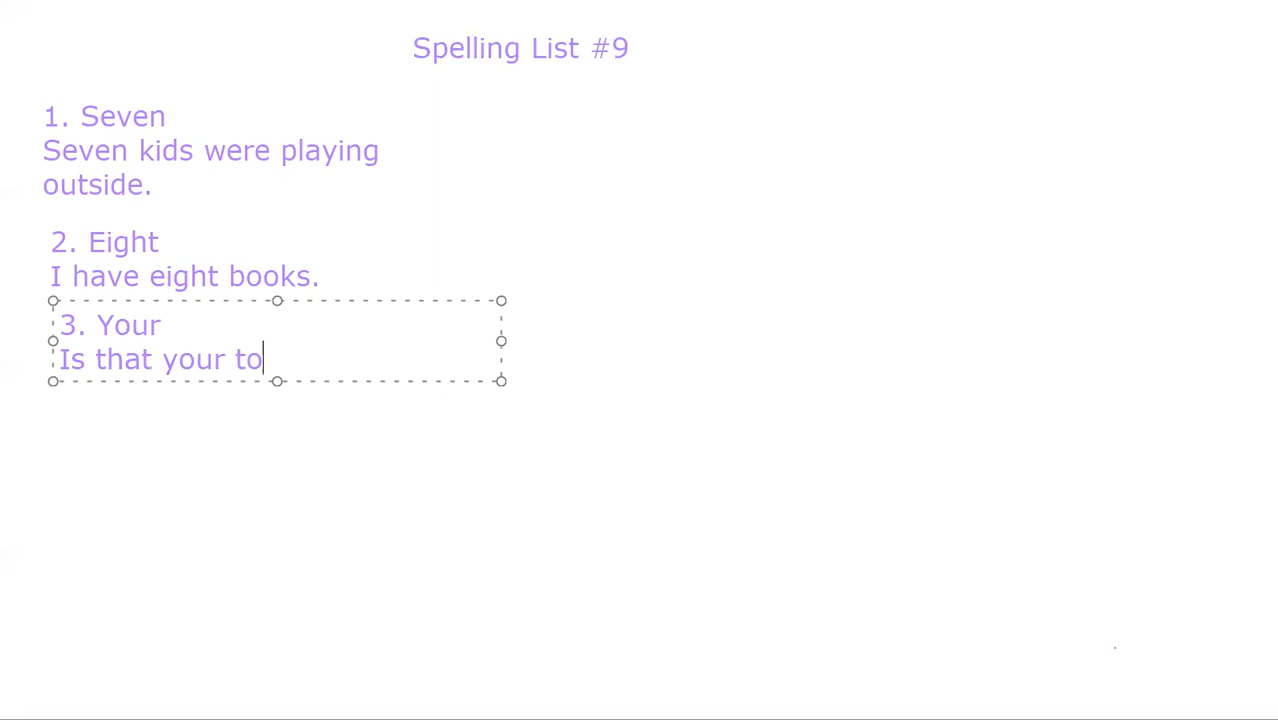 Spelling List #9
1. Seven
Seven kids were playing
outside.
2. Eight
I have eight books.
3. Your
Is that your to